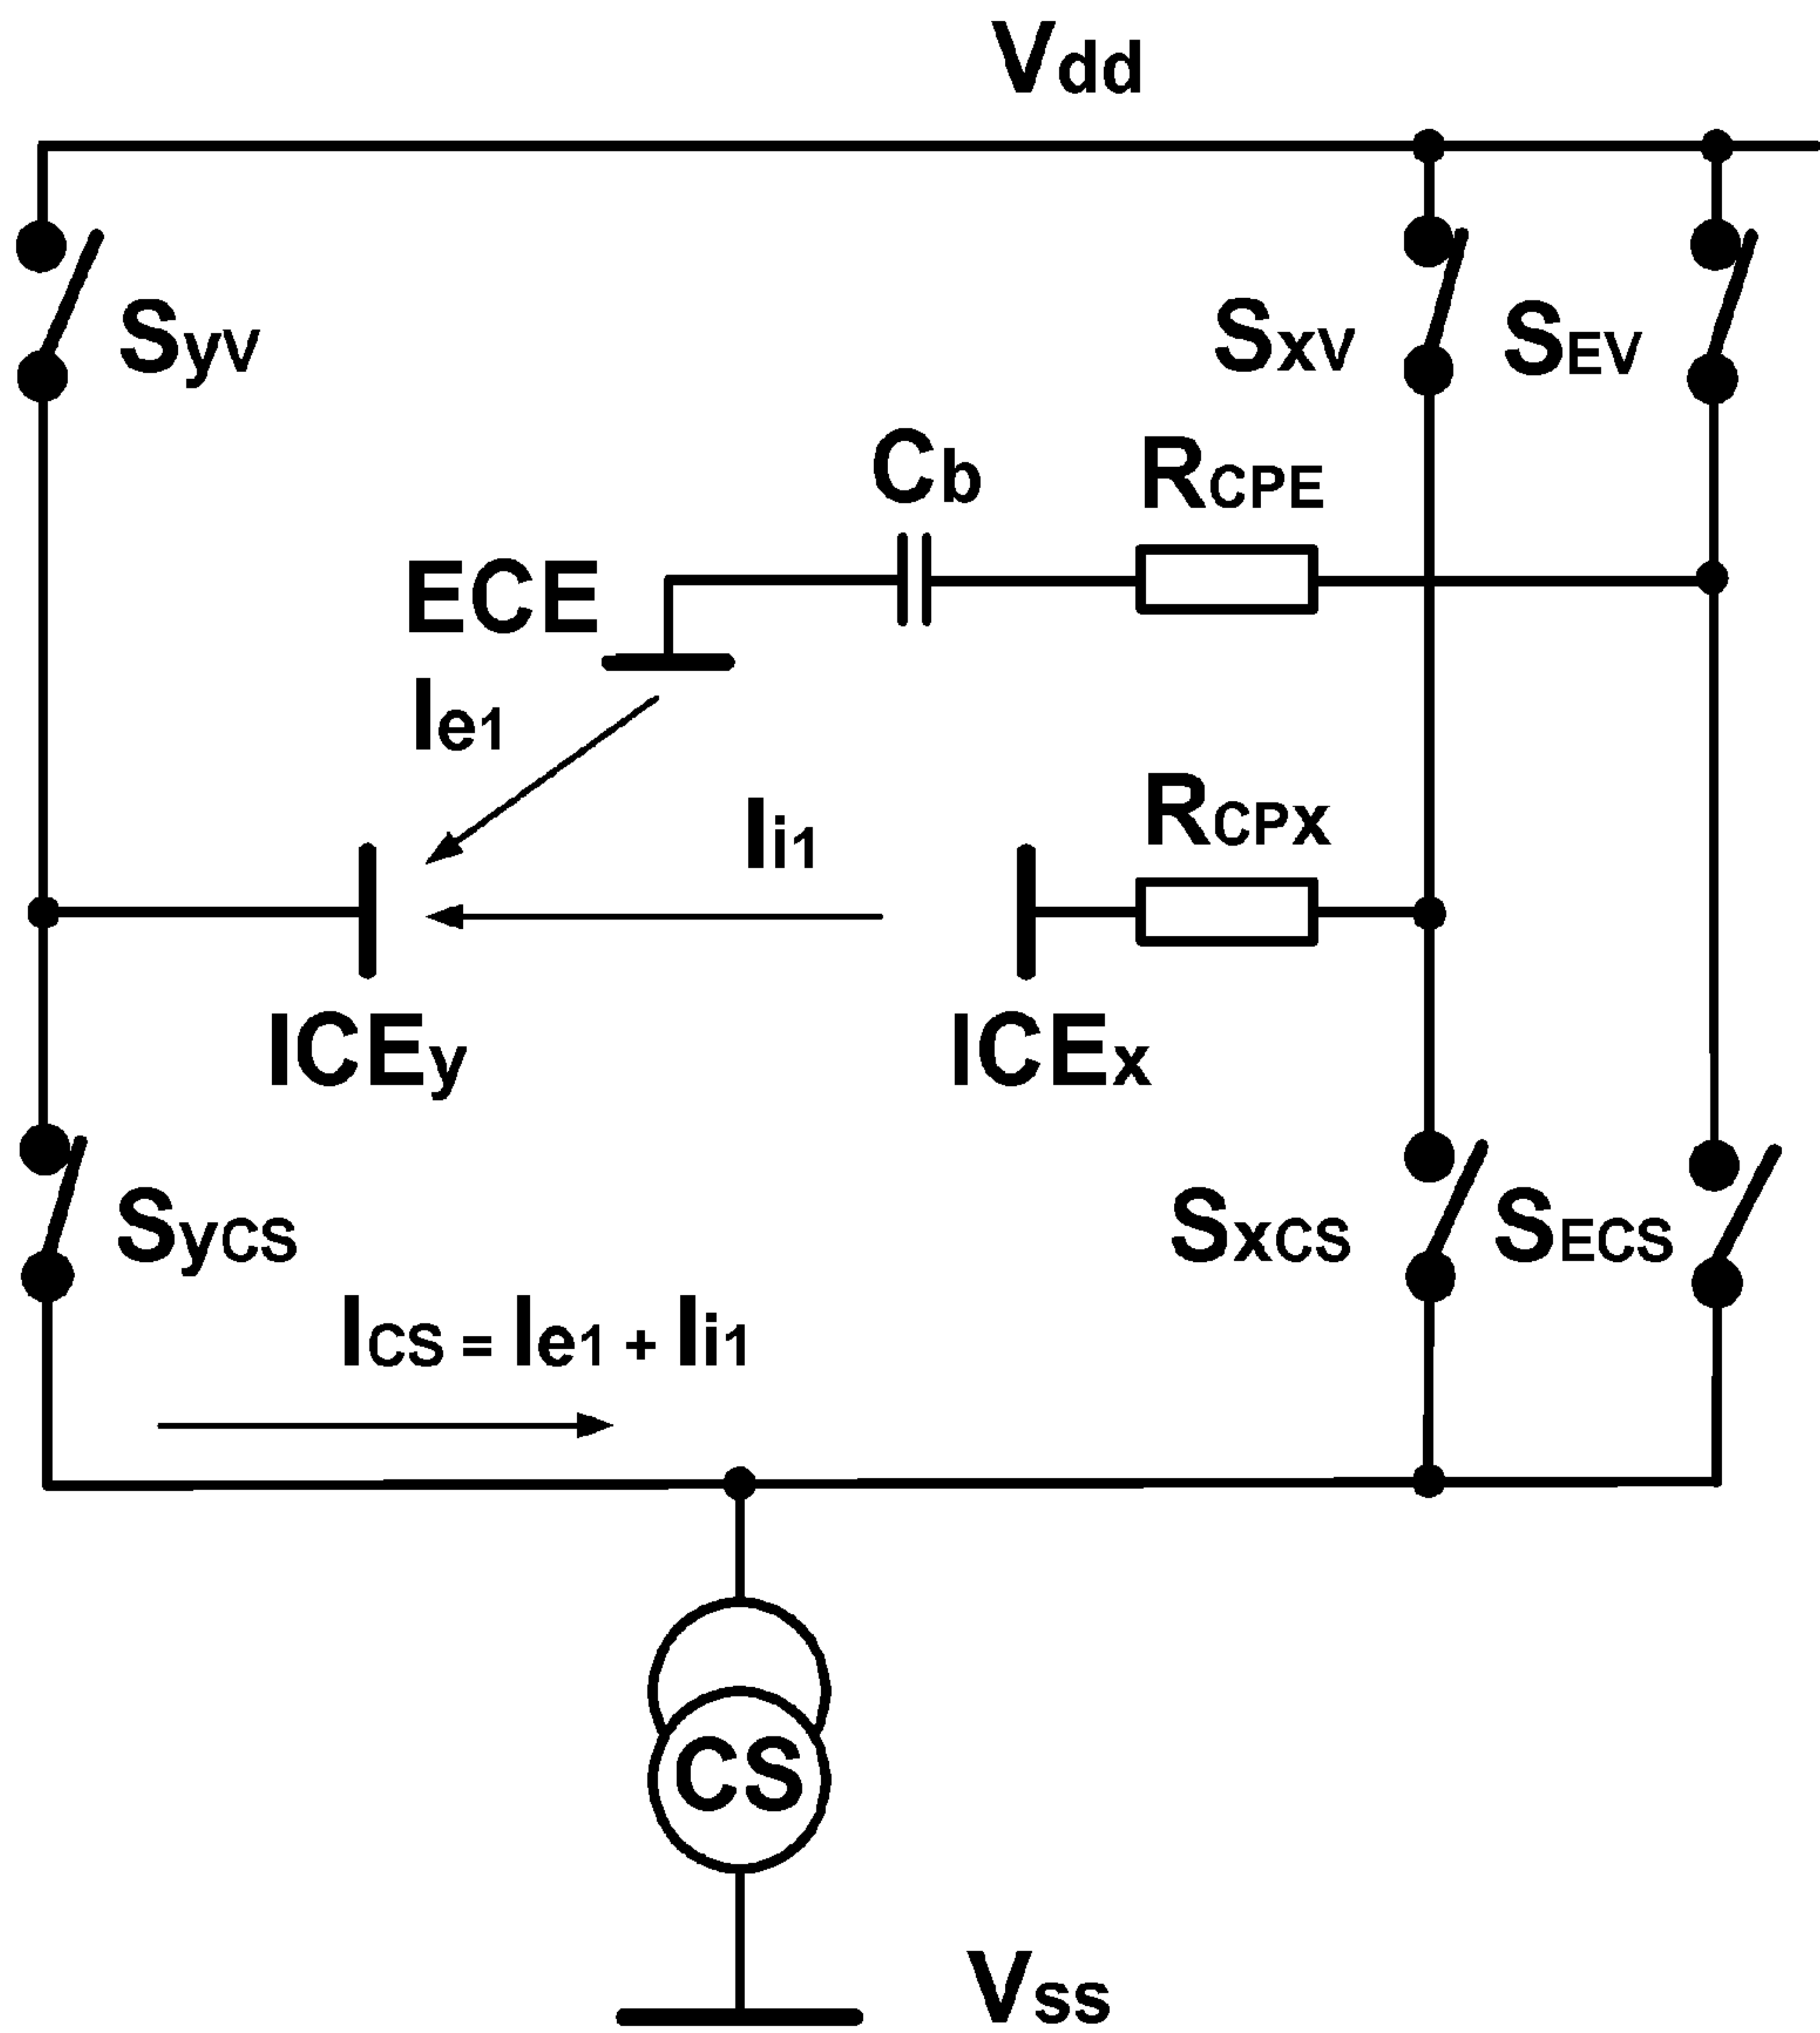 Vdd
SyV
SxV
SEV
Cb
RCPE
ECE
Ie1
Ii1
RCPX
ICEy
ICEx
SyCS
SxCS
SECS
ICS = Ie1 + Ii1
CS
Vss